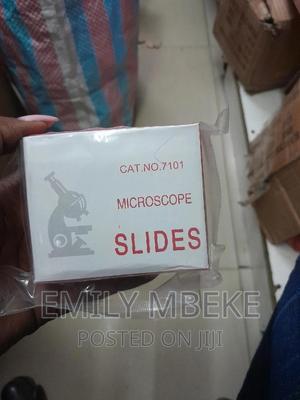 CAT.NO.7101
MICROSCOPE
SLIDES
EMILY MBEKE
POSTED ON JIJI